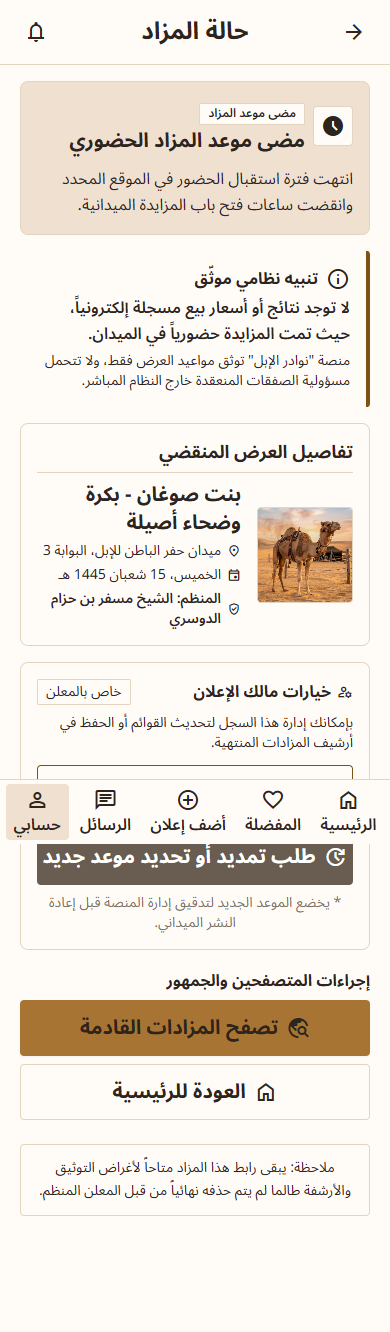 حالة المزاد
مضى موعد المزاد
مضى موعد المزاد الحضوري
انتهت فترة استقبال الحضور في الموقع المحدد
وانقضت ساعات فتح باب المزايدة الميدانية.
تنبيه نظامي موثّق
لا توجد نتائج أو أسعار بيع مسجلة إلكترونياً،
حيث تمت المزايدة حضورياً في الميدان.
منصة "نوادر الإبل" توثق مواعيد العرض فقط، ولا تتحمل
مسؤولية الصفقات المنعقدة خارج النظام المباشر.
تفاصيل العرض المنقضي
بنت صوغان - بكرة
وضحاء أصيلة
ميدان حفر الباطن للإبل، البوابة 3
الخميس، 15 شعبان 1445 هـ
المنظم: الشيخ مسفر بن حزام
الدوسري
خيارات مالك الإعلان
خاص بالمعلن
بإمكانك إدارة هذا السجل لتحديث القوائم أو الحفظ في
أرشيف المزادات المنتهية.
الرئيسية
المفضلة
أضف إعلان
الرسائل
حسابي
طلب تمديد أو تحديد موعد جديد
* يخضع الموعد الجديد لتدقيق إدارة المنصة قبل إعادة
النشر الميداني.
إجراءات المتصفحين والجمهور
تصفح المزادات القادمة
العودة للرئيسية
ملاحظة: يبقى رابط هذا المزاد متاحاً لأغراض التوثيق
والأرشفة طالما لم يتم حذفه نهائياً من قبل المعلن المنظم.